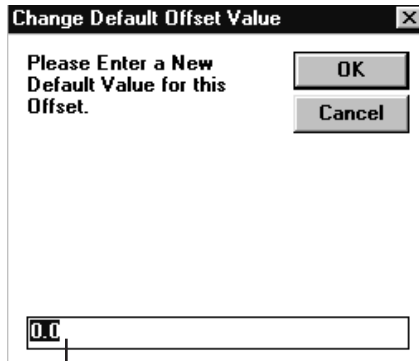 Change Default Offset Value
Please Enter a New
Default Value for this
Offset.
OK
Cancel
0.0